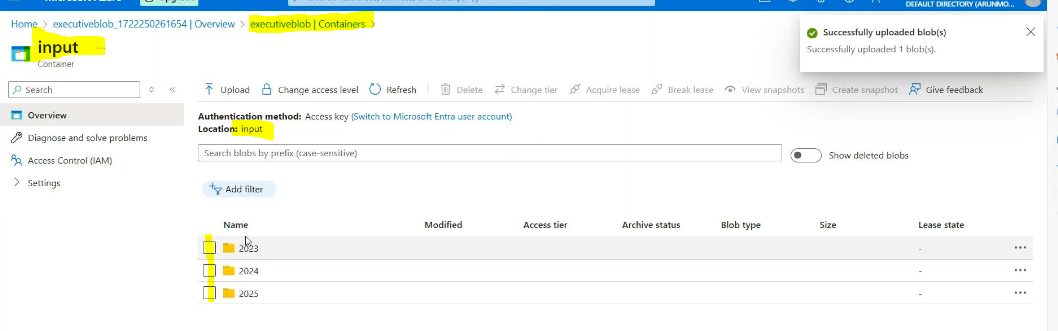 Upgrade
DEFAULT DIRECTORY (ARUNMO...
Home > executiveblob_1722250261654 | Overview > executiveblob | Containers >
Successfully uploaded blob(s)
Successfully uploaded 1 blob(s).
input ...
Container
Search
Upload Change access level Refresh Delete Change tier Acquire lease Break lease View snapshots Create snapshot Give feedback
Overview
Diagnose and solve problems
Access Control (IAM)
Settings
Authentication method: Access key (Switch to Microsoft Entra user account)
Location: input
Search blobs by prefix (case-sensitive)
Show deleted blobs
Add filter
Name Modified Access tier Archive status Blob type Size Lease state
2023 - ...
2024 - ...
2025 - ...